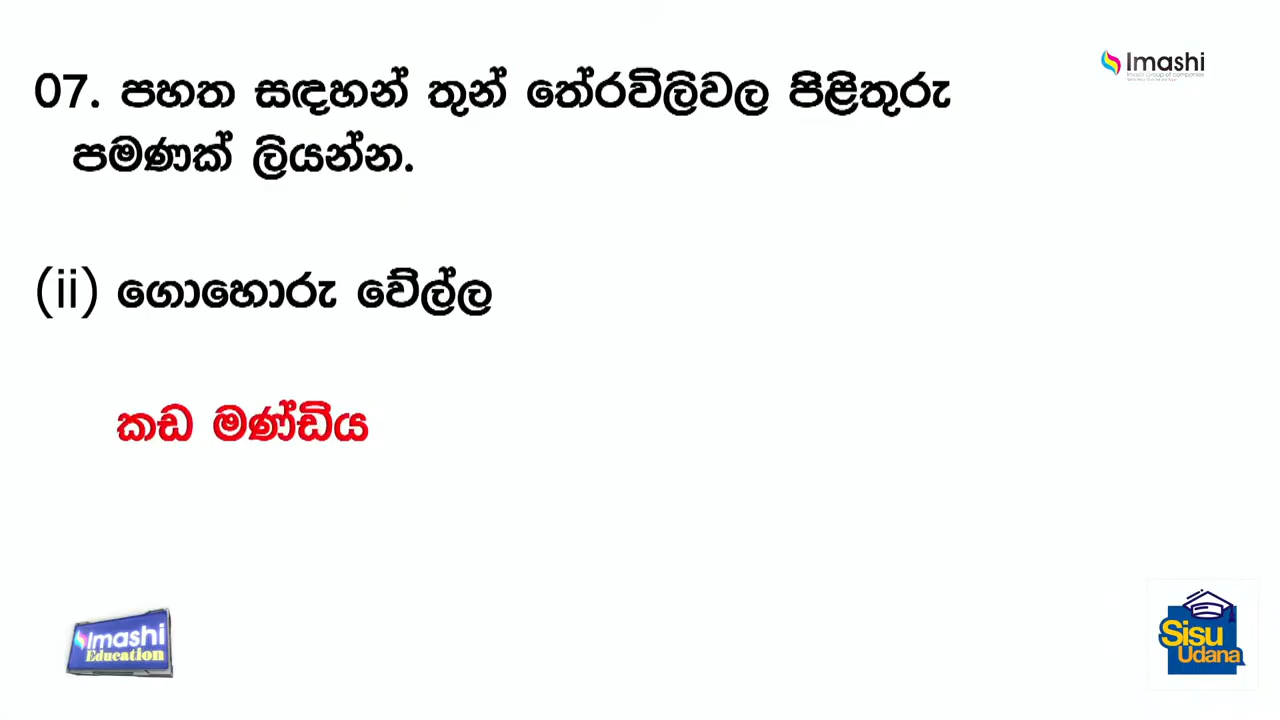 Imashi
07. පහත සඳහන් තුන් තේරවිලිවල පිළිතුරු
පමණක් ලියන්න.
(ii) ගොහොරු වේල්ල
කඩ මණ්ඩිය
Imashi
Education
Sisu
Udana